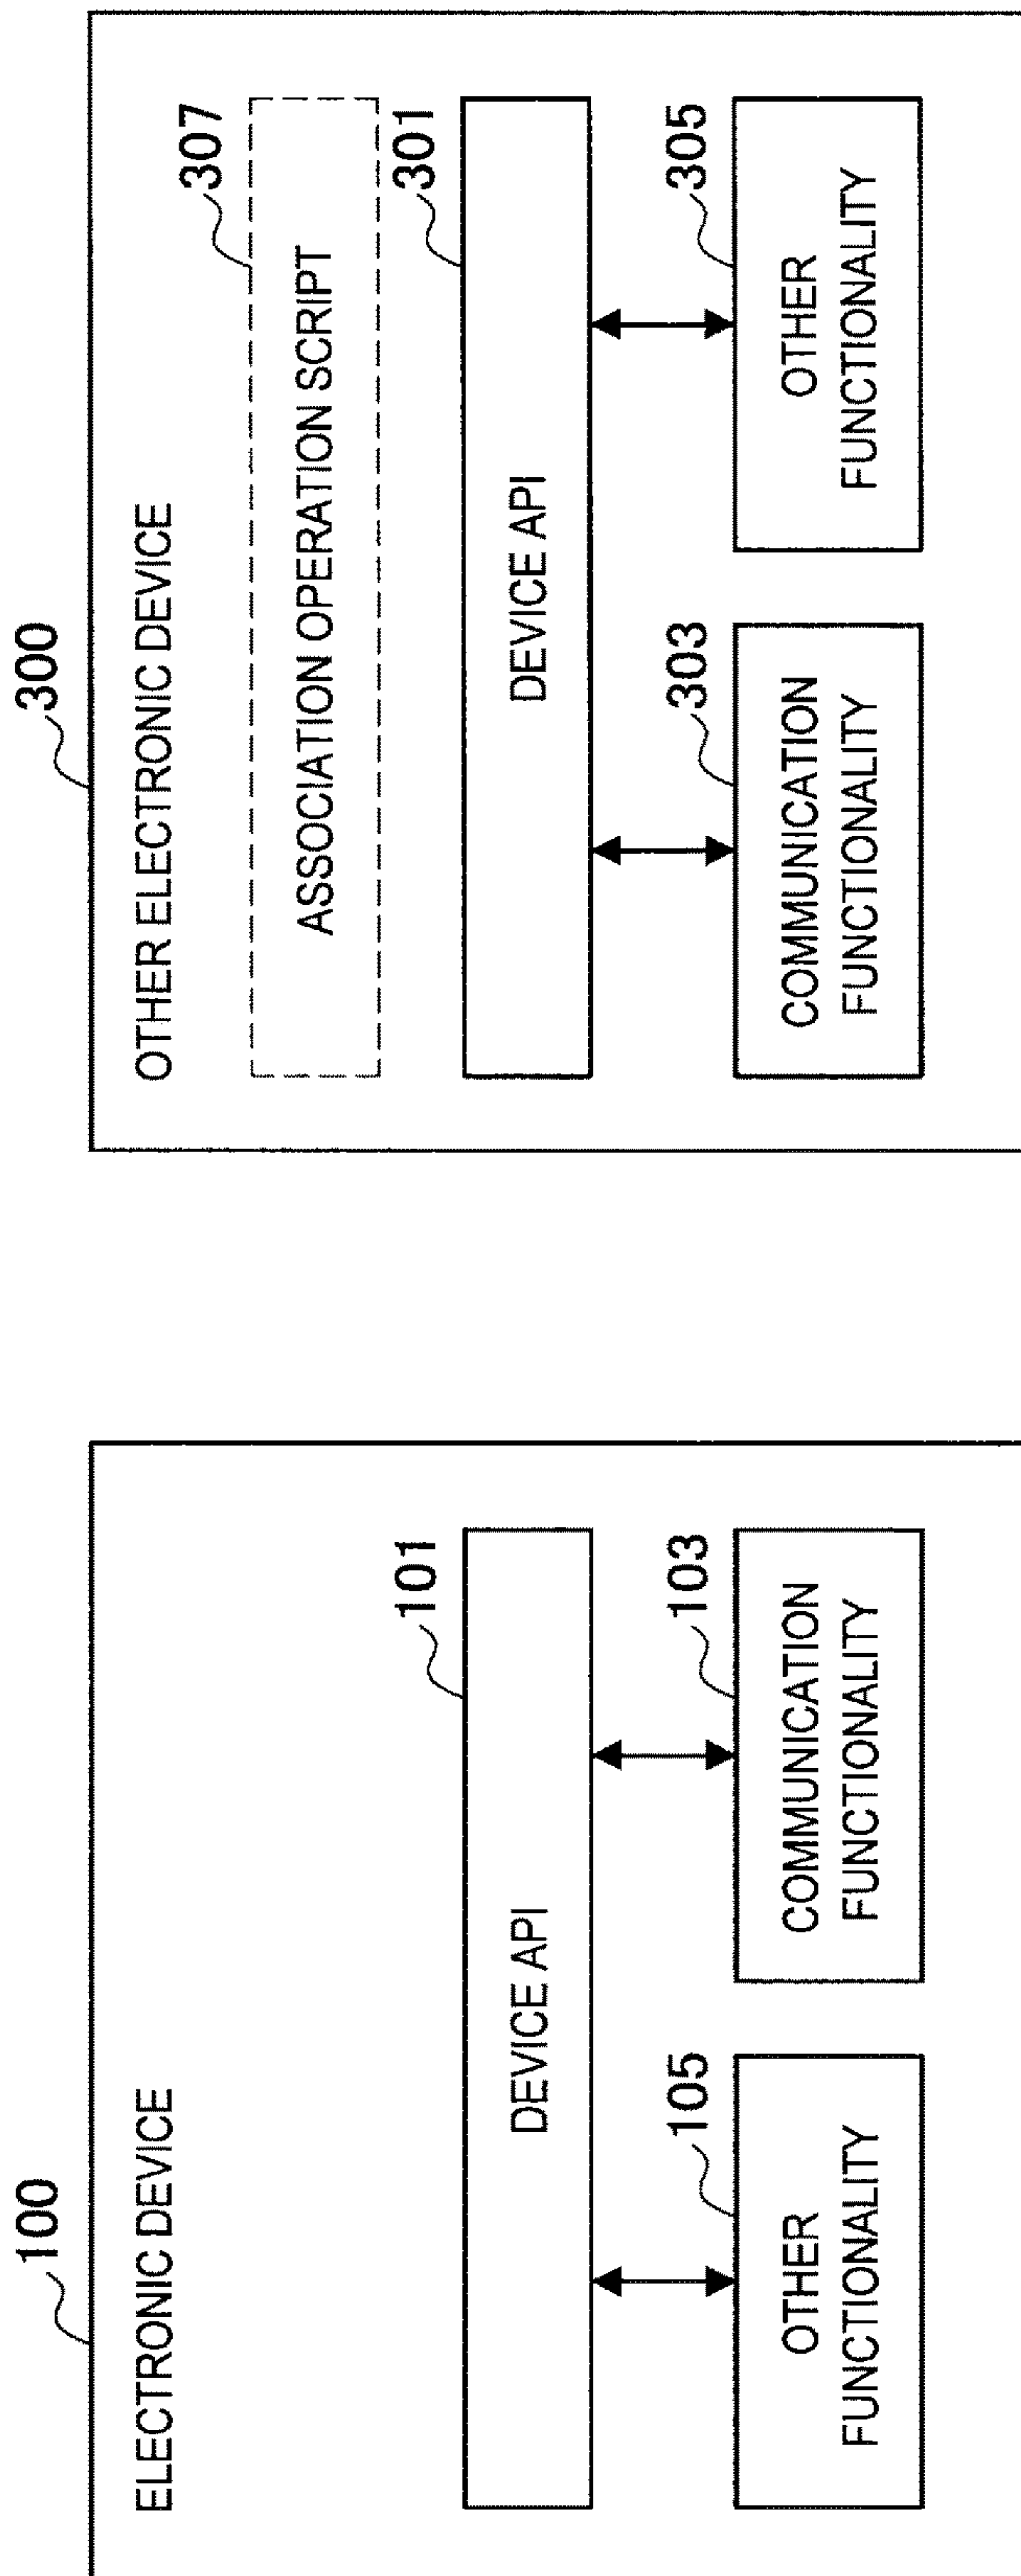 100
ELECTRONIC DEVICE
101
DEVICE API
105
OTHER
FUNCTIONALITY
103
COMMUNICATION
FUNCTIONALITY
300
OTHER ELECTRONIC DEVICE
307
ASSOCIATION OPERATION SCRIPT
301
DEVICE API
303
COMMUNICATION
FUNCTIONALITY
305
OTHER
FUNCTIONALITY